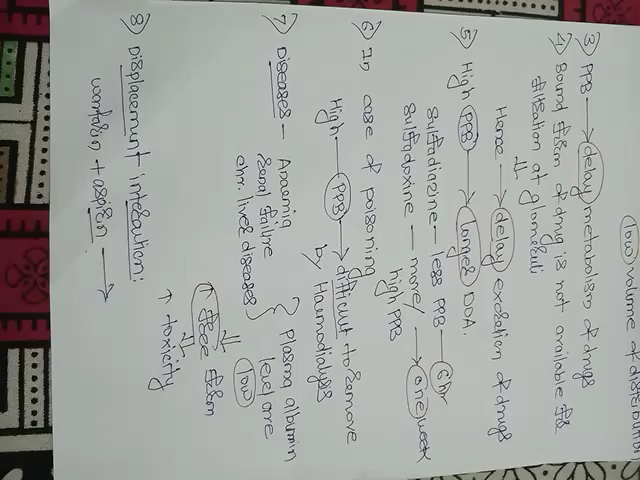 low volume of distribution
3) PPB → delay metabolism of drugs
4) Bound form of drug is not available for
filtration at glomeruli
↓
Hence → delay excretion of drugs
5) High PPB → longer DOA.
Sulfadiazine — less PPB — 6hr
Sulfadoxine — more/ → one week
high PPB
6) In case of poisoning
High — PPB → difficult to remove
by Haemodialysis
7) Diseases — Anaemia
renal failure
chr. liver diseases } Plasma albumin
level are
low
↓
↑ free form
↓
↑ toxicity
8) Displacement interaction:
warfarin + aspirin →